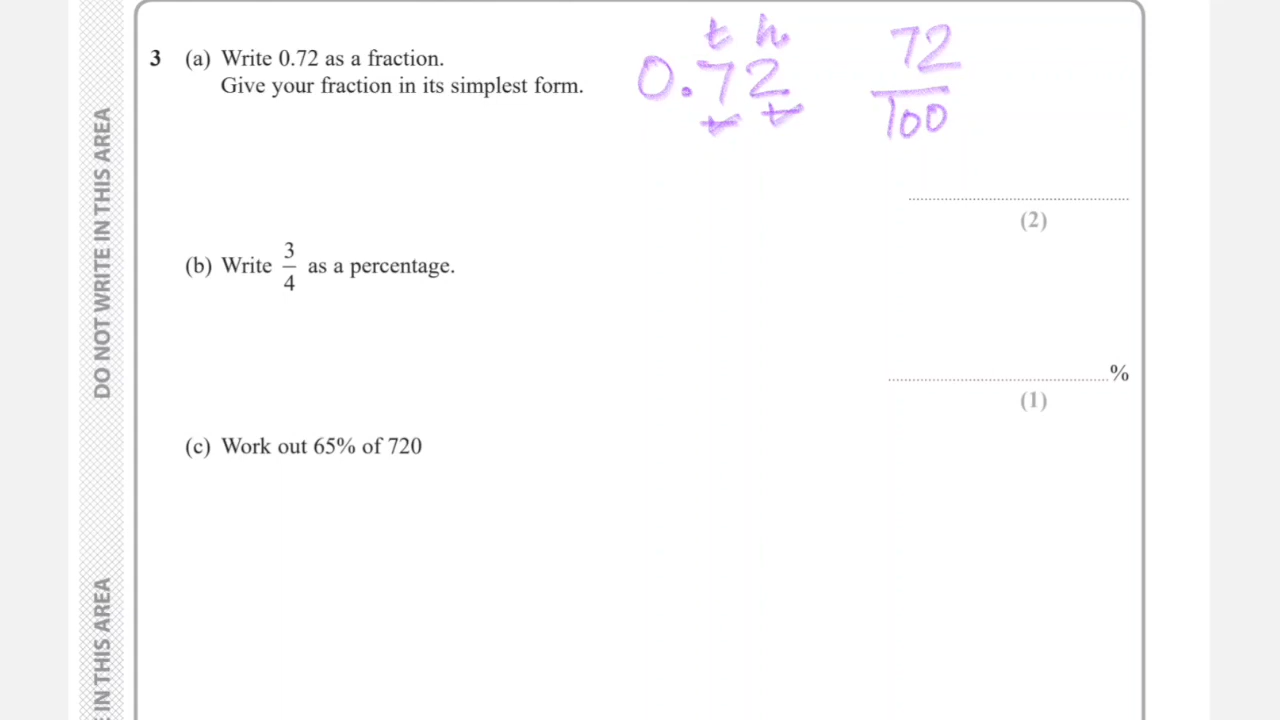 t h
3 (a) Write 0.72 as a fraction.
0.72
72
100
Give your fraction in its simplest form.
(2)
(b) Write 3/4 as a percentage.
%
(1)
(c) Work out 65% of 720
DO NOT WRITE IN THIS AREA
E IN THIS AREA